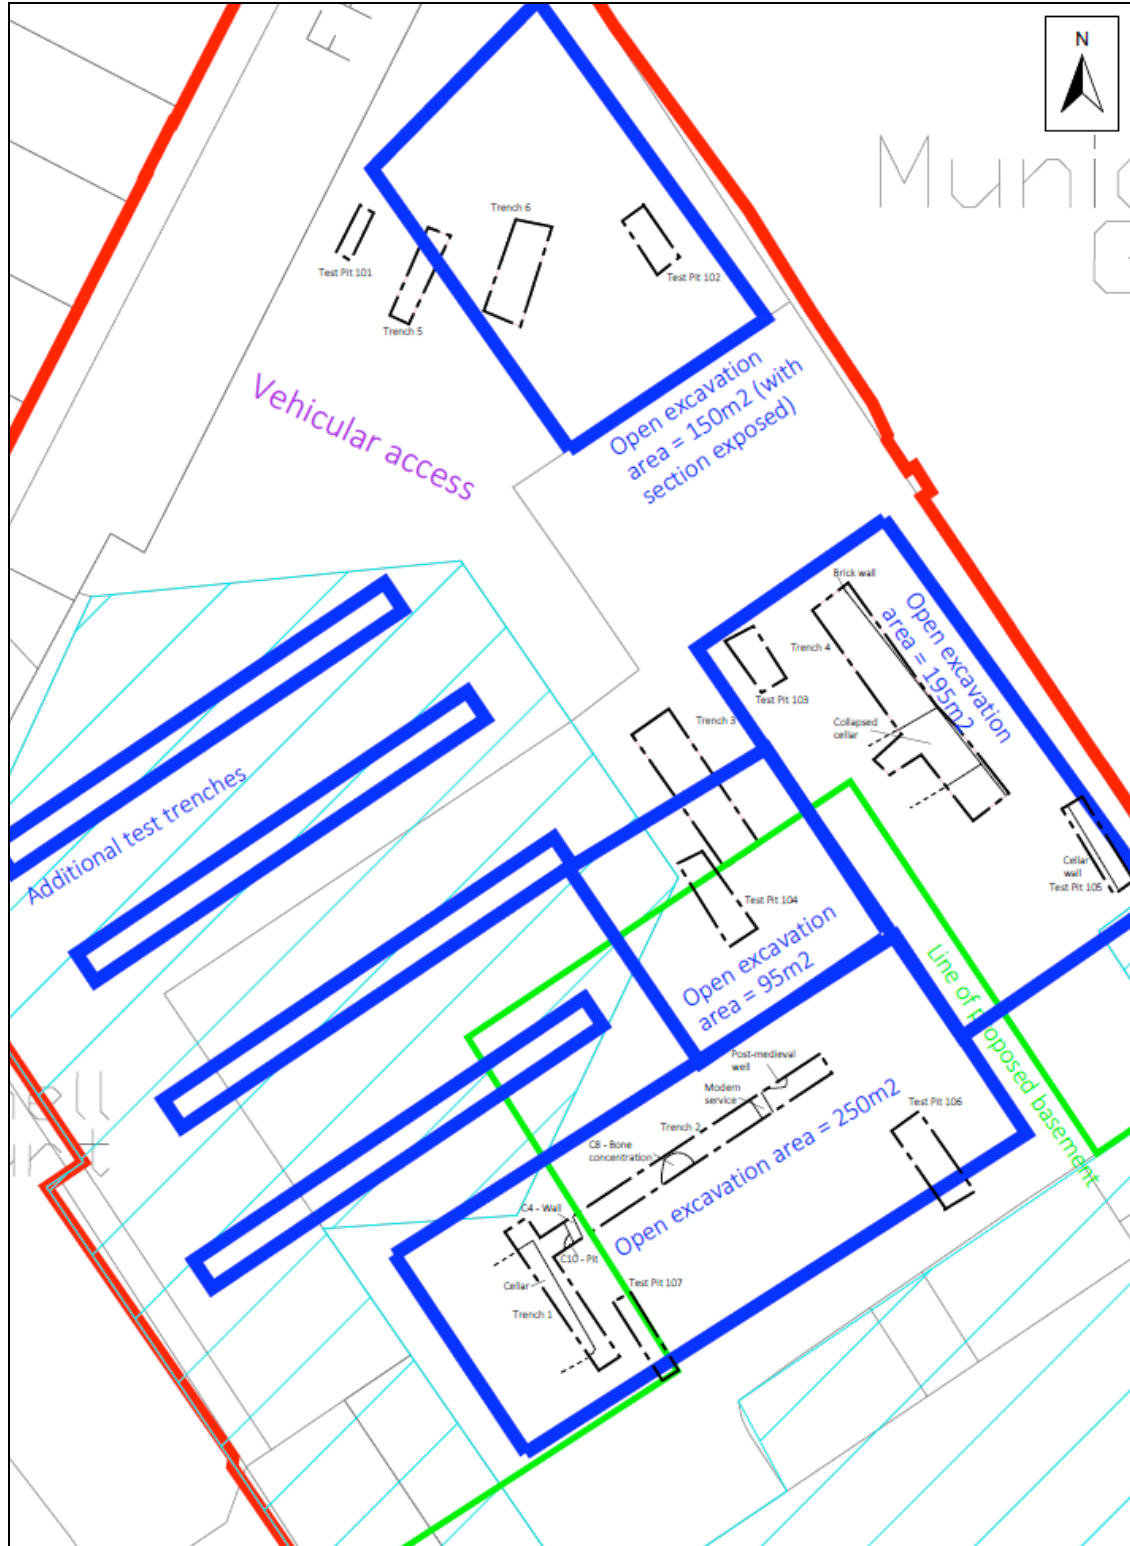 N
F
Munic
Trench 6
Test Pit 101
Test Pit 102
Trench 5
Vehicular access
Open excavation
area = 150m2 (with
section exposed)
Brick wall
Open excavation
area = 195m2
Trench 4
Test Pit 103
Trench 3
Collapsed
cellar
Additional test trenches
Cellar
wall
Test Pit 105
Test Pit 104
Open excavation
area = 95m2
Line of proposed basement
Post-medieval
well
Modern
service
Test Pit 106
Trench 2
C8 - Bone
concentration
Open excavation area = 250m2
C4 - Wall
C10 - Pit
Cellar
Test Pit 107
Trench 1